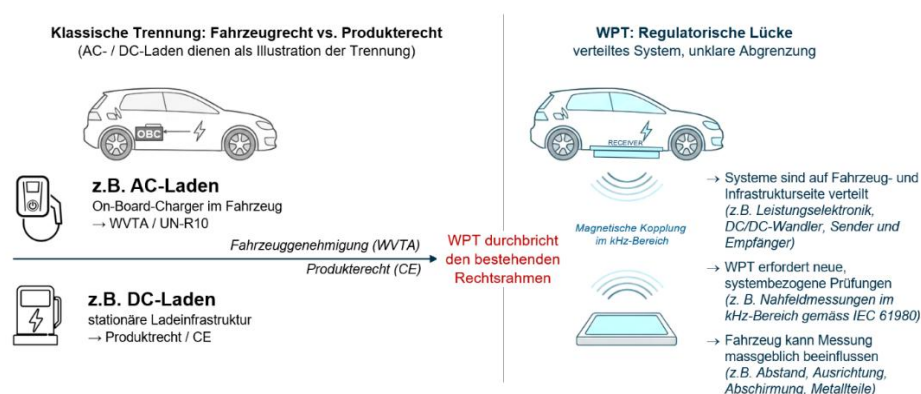 Klassische Trennung: Fahrzeugrecht vs. Produkterecht
(AC- / DC-Laden dienen als Illustration der Trennung)
OBC
z.B. AC-Laden
On-Board-Charger im Fahrzeug
→ WVTA / UN-R10
Fahrzeuggenehmigung (WVTA)
Produkterecht (CE)
z.B. DC-Laden
stationäre Ladeinfrastruktur
→ Produktrecht / CE
WPT durchbricht
den bestehenden
Rechtsrahmen
WPT: Regulatorische Lücke
verteiltes System, unklare Abgrenzung
RECEIVER
Magnetische Kopplung
im kHz-Bereich
→ Systeme sind auf Fahrzeug- und
Infrastrukturseite verteilt
(z.B. Leistungselektronik,
DC/DC-Wandler, Sender und
Empfänger)
→ WPT erfordert neue,
systembezogene Prüfungen
(z. B. Nahfeldmessungen im
kHz-Bereich gemäss IEC 61980)
→ Fahrzeug kann Messung
massgeblich beeinflussen
(z.B. Abstand, Ausrichtung,
Abschirmung, Metallteile)